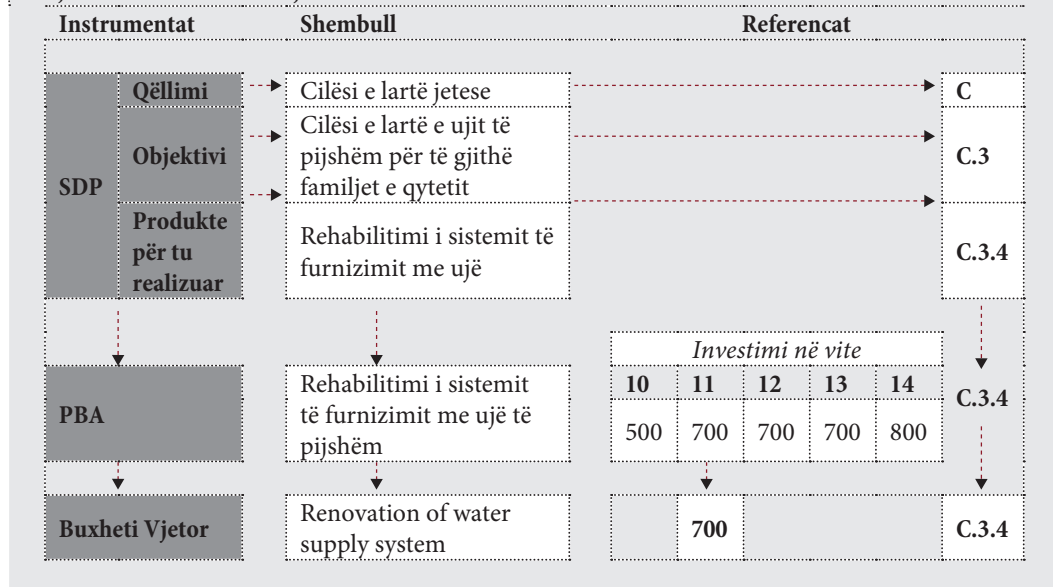 Instrumentat Shembull Referencat
Qëllimi Cilësi e lartë jetese C
SDP
Objektivi
Cilësi e lartë e ujit të
pijshëm për të gjithë
familjet e qytetit
C.3
Produkte
për tu
realizuar
Rehabilitimi i sistemit të
furnizimit me ujë
C.3.4
PBA
Rehabilitimi i sistemit
të furnizimit me ujë të
pijshëm
Investimi në vite
10 11 12 13 14
500 700 700 700 800
C.3.4
Buxheti Vjetor
Renovation of water
supply system
700
C.3.4